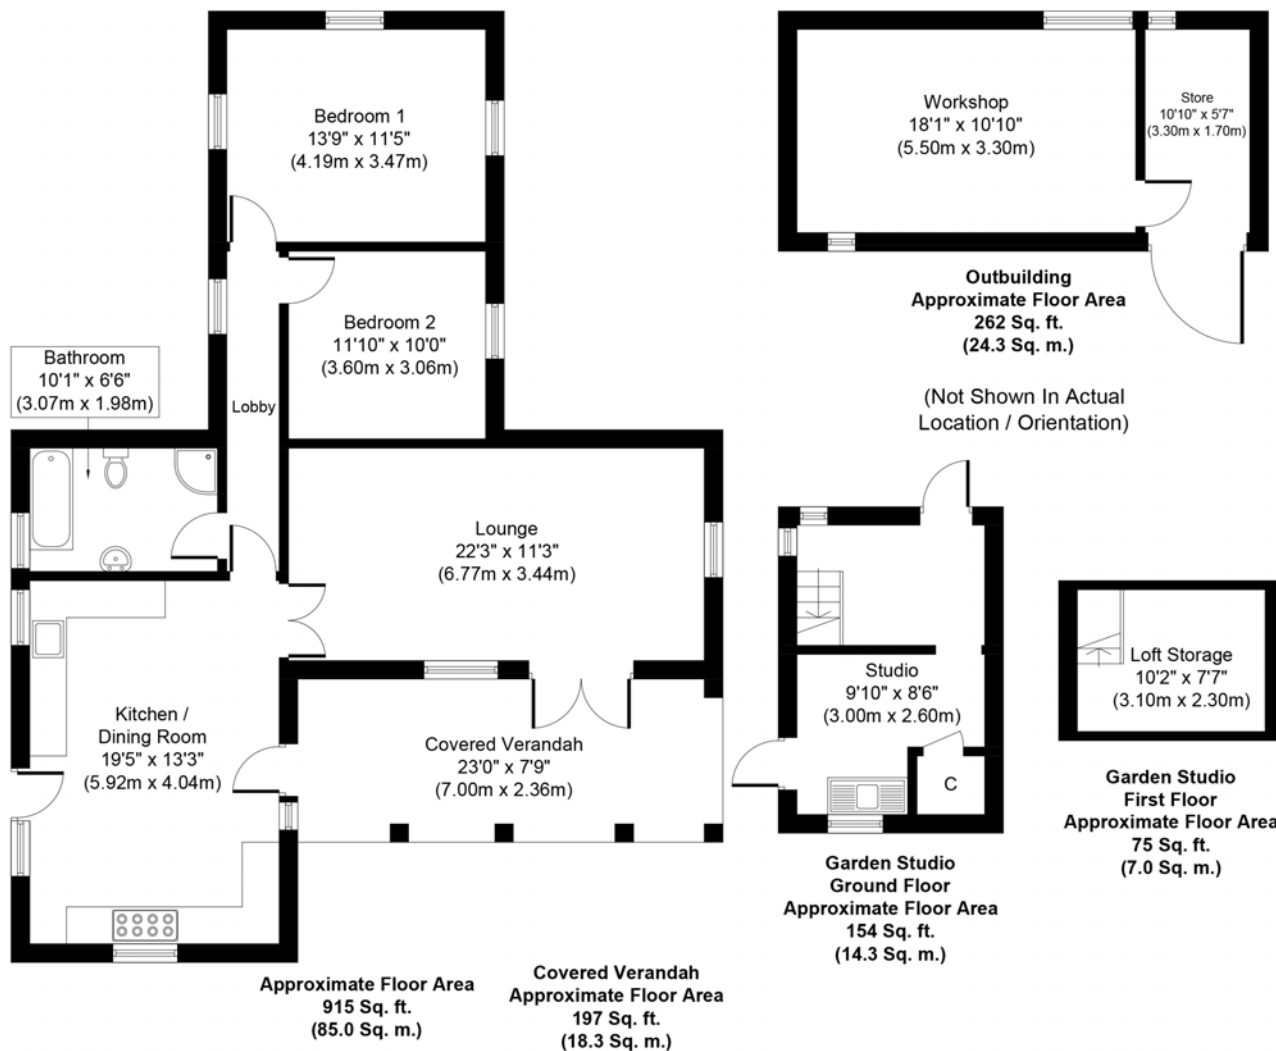 Bedroom 1
13'9" x 11'5"
(4.19m x 3.47m)
Workshop
18'1" x 10'10"
(5.50m x 3.30m)
Store
10'10" x 5'7"
(3.30m x 1.70m)
Outbuilding
Approximate Floor Area
262 Sq. ft.
(24.3 Sq. m.)
(Not Shown In Actual
Location / Orientation)
Bedroom 2
11'10" x 10'0"
(3.60m x 3.06m)
Bathroom
10'1" x 6'6"
(3.07m x 1.98m)
Lobby
Lounge
22'3" x 11'3"
(6.77m x 3.44m)
Kitchen /
Dining Room
19'5" x 13'3"
(5.92m x 4.04m)
Covered Verandah
23'0" x 7'9"
(7.00m x 2.36m)
Studio
9'10" x 8'6"
(3.00m x 2.60m)
C
Loft Storage
10'2" x 7'7"
(3.10m x 2.30m)
Garden Studio
First Floor
Approximate Floor Area
75 Sq. ft.
(7.0 Sq. m.)
Garden Studio
Ground Floor
Approximate Floor Area
154 Sq. ft.
(14.3 Sq. m.)
Approximate Floor Area
915 Sq. ft.
(85.0 Sq. m.)
Covered Verandah
Approximate Floor Area
197 Sq. ft.
(18.3 Sq. m.)